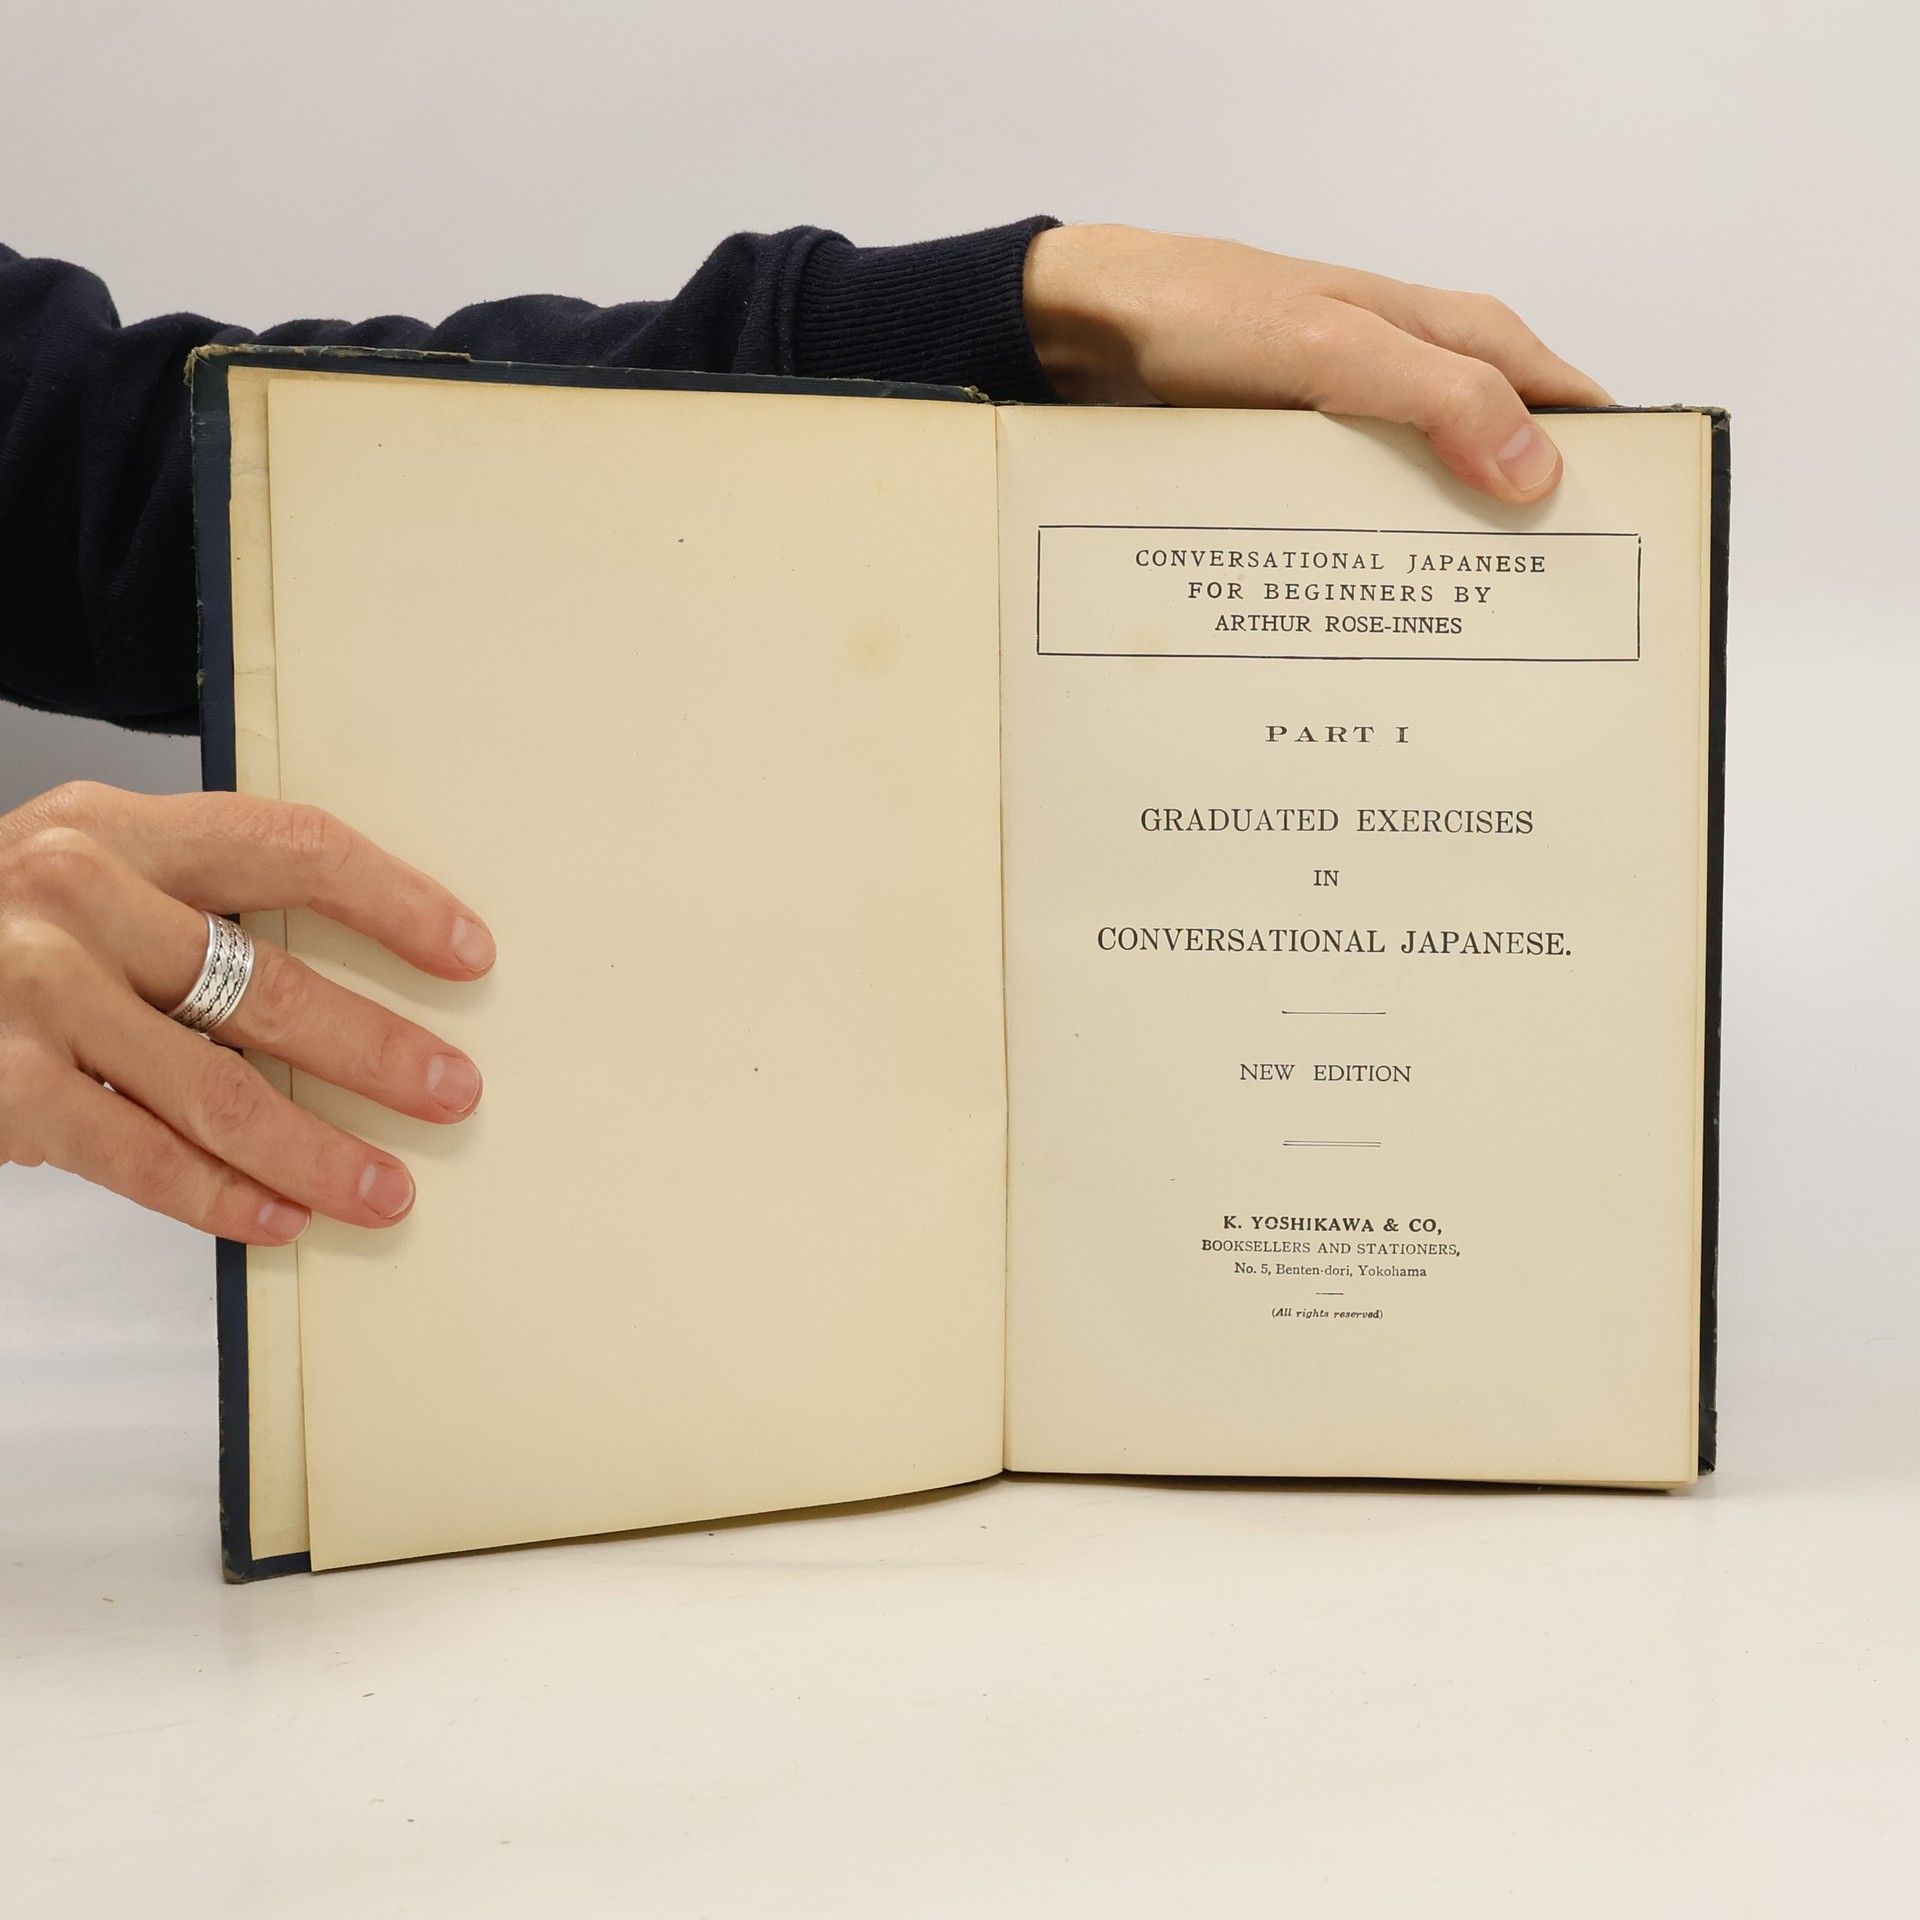 CONVERSATIONAL JAPANESE
FOR BEGINNERS BY
ARTHUR ROSE-INNES
PART I
GRADUATED EXERCISES
IN
CONVERSATIONAL JAPANESE.
NEW EDITION
K. YOSHIKAWA & CO,
BOOKSELLERS AND STATIONERS,
No. 5, Benten-dori, Yokohama
(All rights reserved)